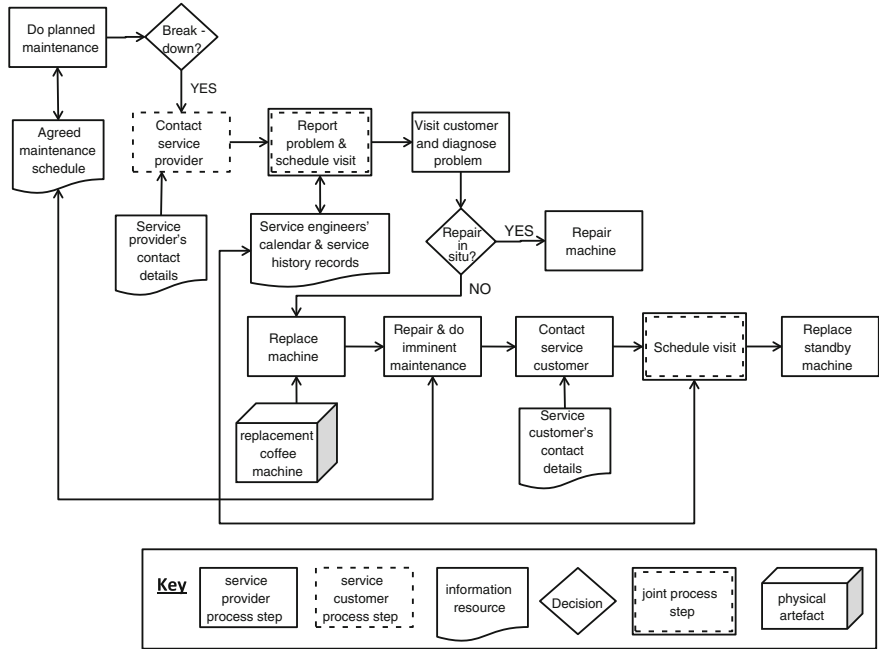 Do planned
maintenance
Break -
down?
YES
Agreed
maintenance
schedule
Contact
service
provider
Report
problem &
schedule visit
Visit customer
and diagnose
problem
Service
provider's
contact
details
Service engineers'
calendar & service
history records
Repair
in
situ?
YES
Repair
machine
NO
Replace
machine
Repair & do
imminent
maintenance
Contact
service
customer
Schedule visit
Replace
standby
machine
replacement
coffee
machine
Service
customer's
contact
details
Key
service
provider
process step
service
customer
process step
information
resource
Decision
joint process
step
physical
artefact